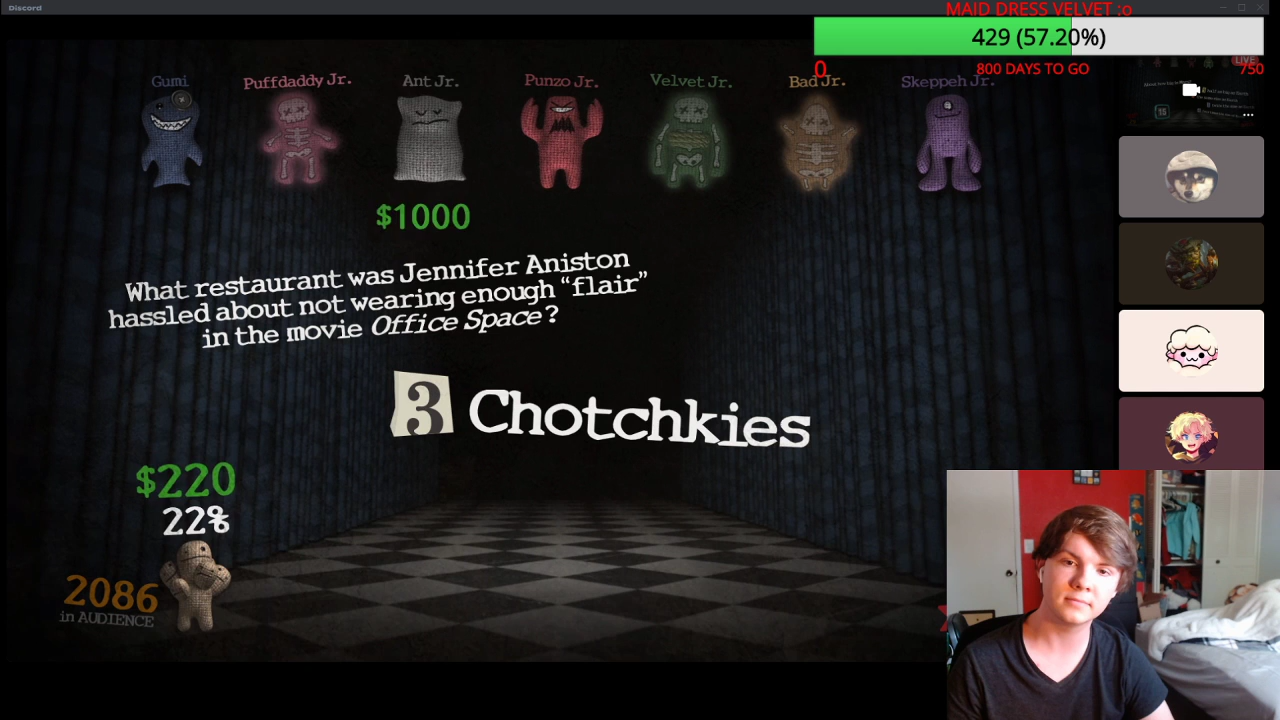 Discord
MAID DRESS VELVET :o
429 (57.20%)
0
800 DAYS TO GO
750
LIVE
Gumi
Puffdaddy Jr.
Ant Jr.
Punzo Jr.
Velvet Jr.
Bad Jr.
Skeppeh Jr.
$1000
What restaurant was Jennifer Aniston
hassled about not wearing enough “flair”
in the movie Office Space?
3 Chotchkies
$220
22%
2086
in AUDIENCE
15